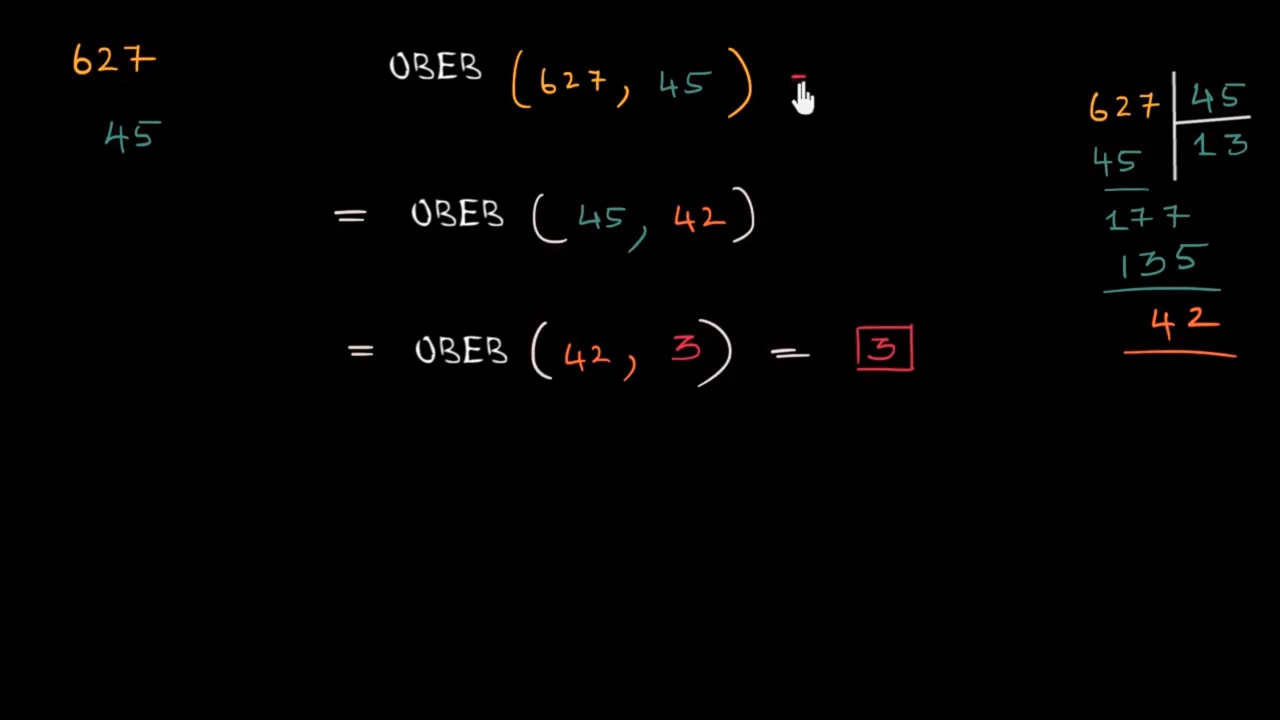 627
45
OBEB (627, 45) -
= OBEB (45, 42)
= OBEB (42, 3) = 3
627 | 45
45 | 13
177
135
42